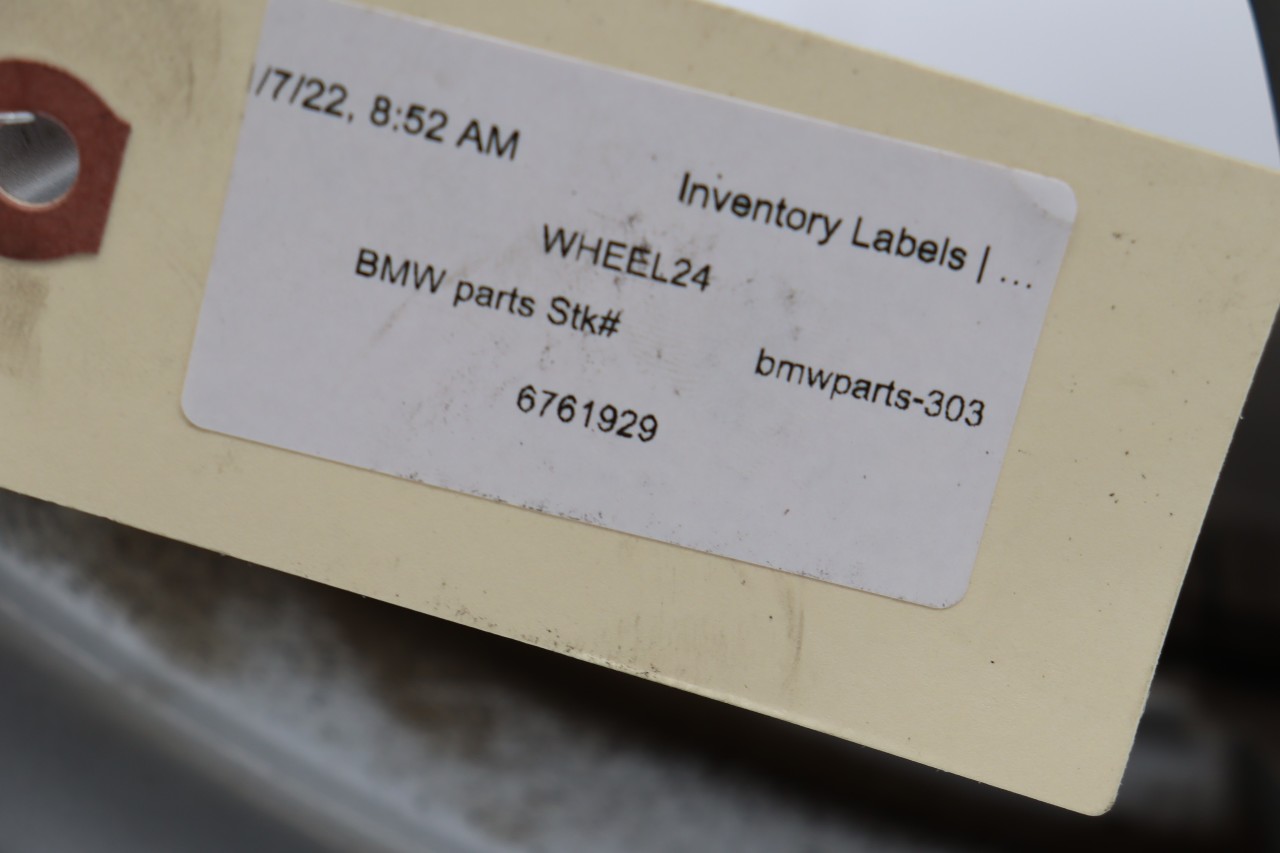 /7/22, 8:52 AM
Inventory Labels | ...
WHEEL24
BMW parts Stk#
bmwparts-303
6761929